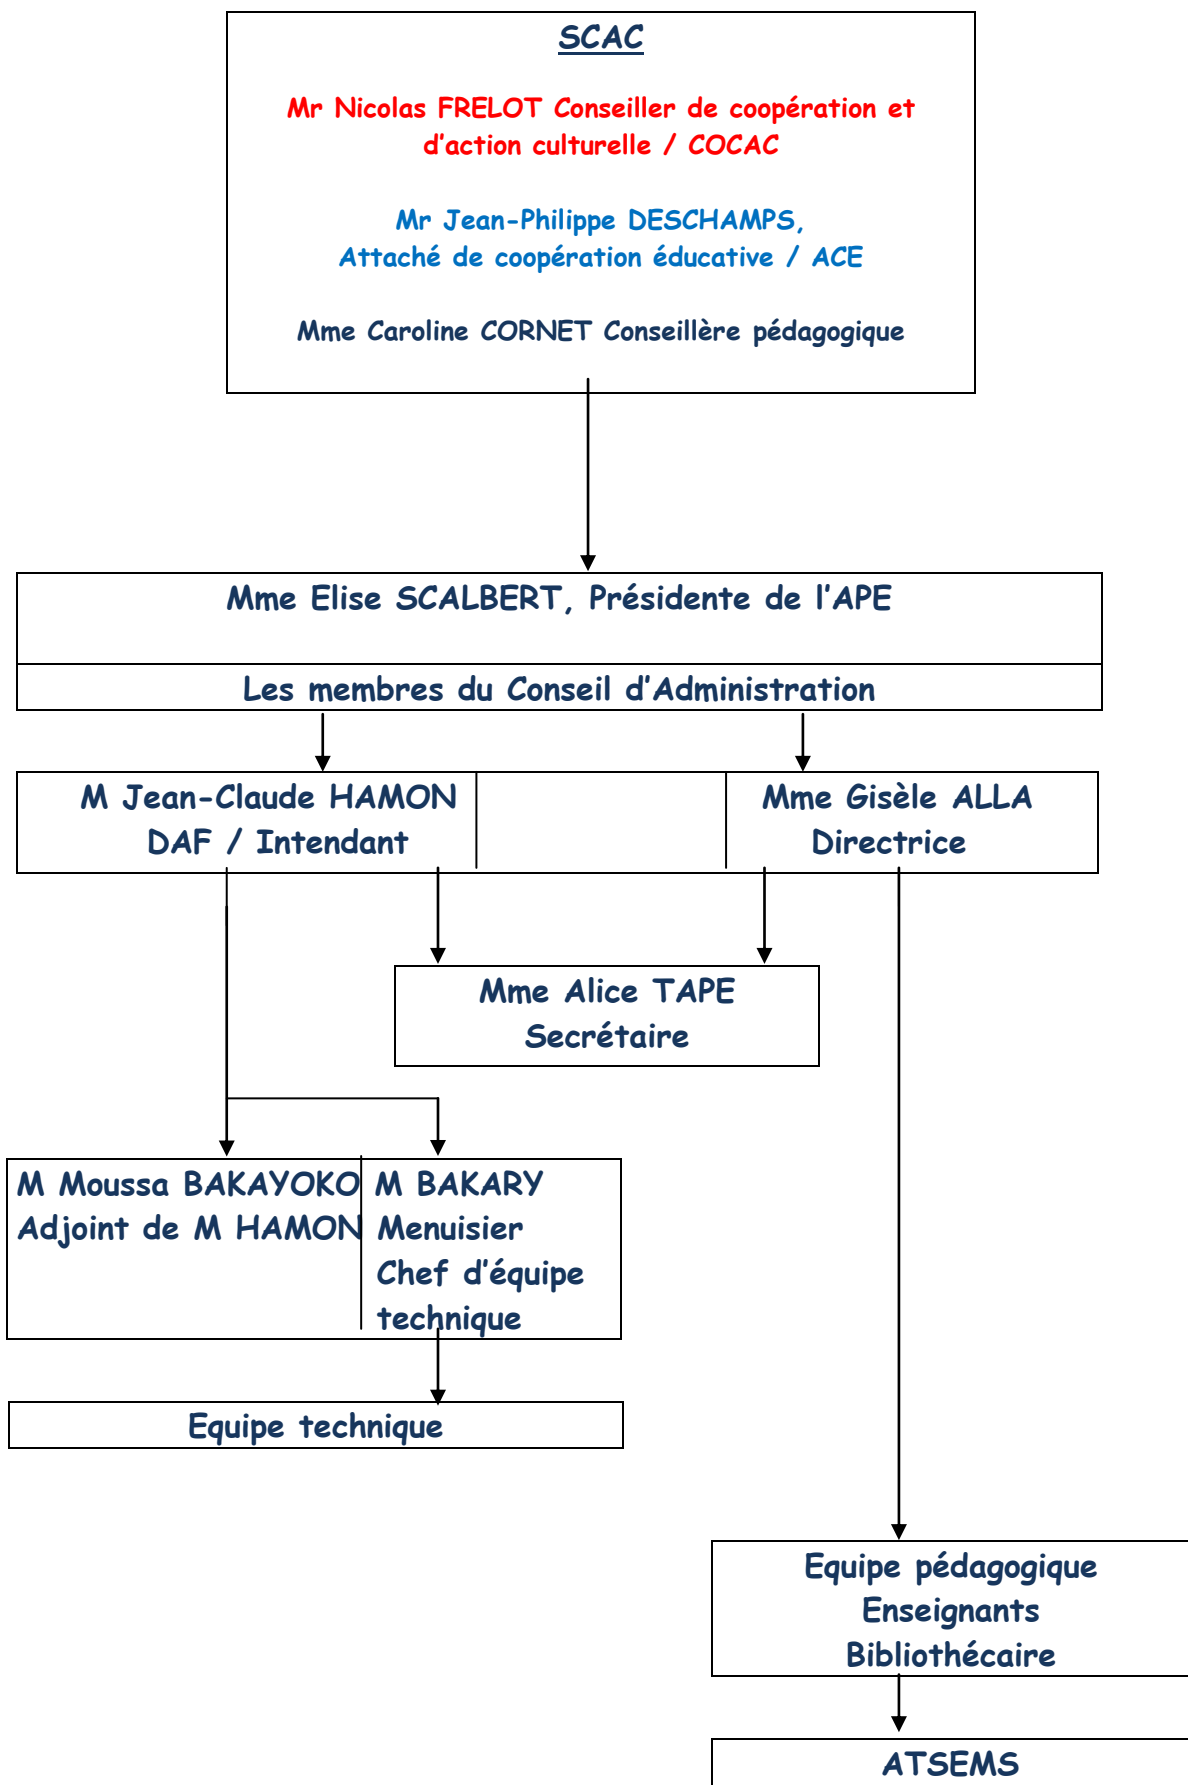 SCAC
Mr Nicolas FRELOT Conseiller de coopération et
d'action culturelle / COCAC
Mr Jean-Philippe DESCHAMPS,
Attaché de coopération éducative / ACE
Mme Caroline CORNET Conseillère pédagogique
Mme Elise SCALBERT, Présidente de l'APE
Les membres du Conseil d'Administration
M Jean-Claude HAMON
DAF / Intendant
Mme Gisèle ALLA
Directrice
Mme Alice TAPE
Secrétaire
M Moussa BAKAYOKO
Adjoint de M HAMON
M BAKARY
Menuisier
Chef d'équipe
technique
Equipe technique
Equipe pédagogique
Enseignants
Bibliothécaire
ATSEMS